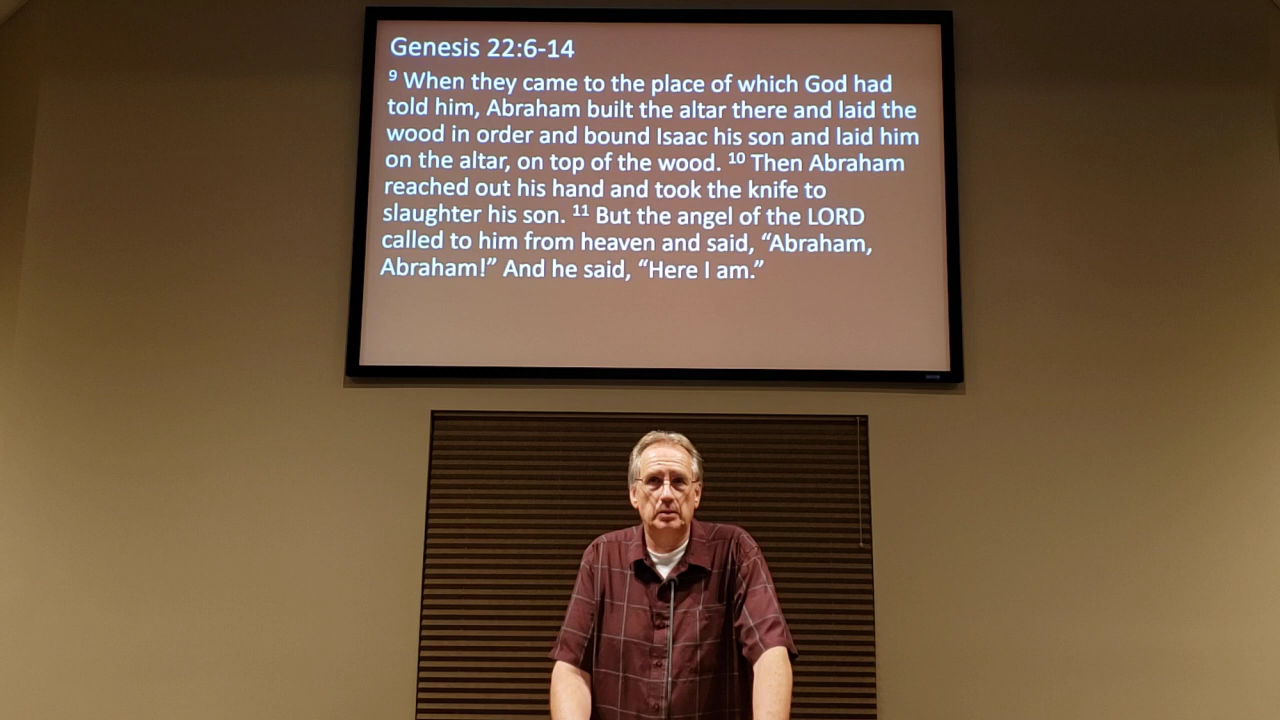 Genesis 22:6-14
⁹ When they came to the place of which God had
told him, Abraham built the altar there and laid the
wood in order and bound Isaac his son and laid him
on the altar, on top of the wood. ¹⁰ Then Abraham
reached out his hand and took the knife to
slaughter his son. ¹¹ But the angel of the LORD
called to him from heaven and said, “Abraham,
Abraham!” And he said, “Here I am.”